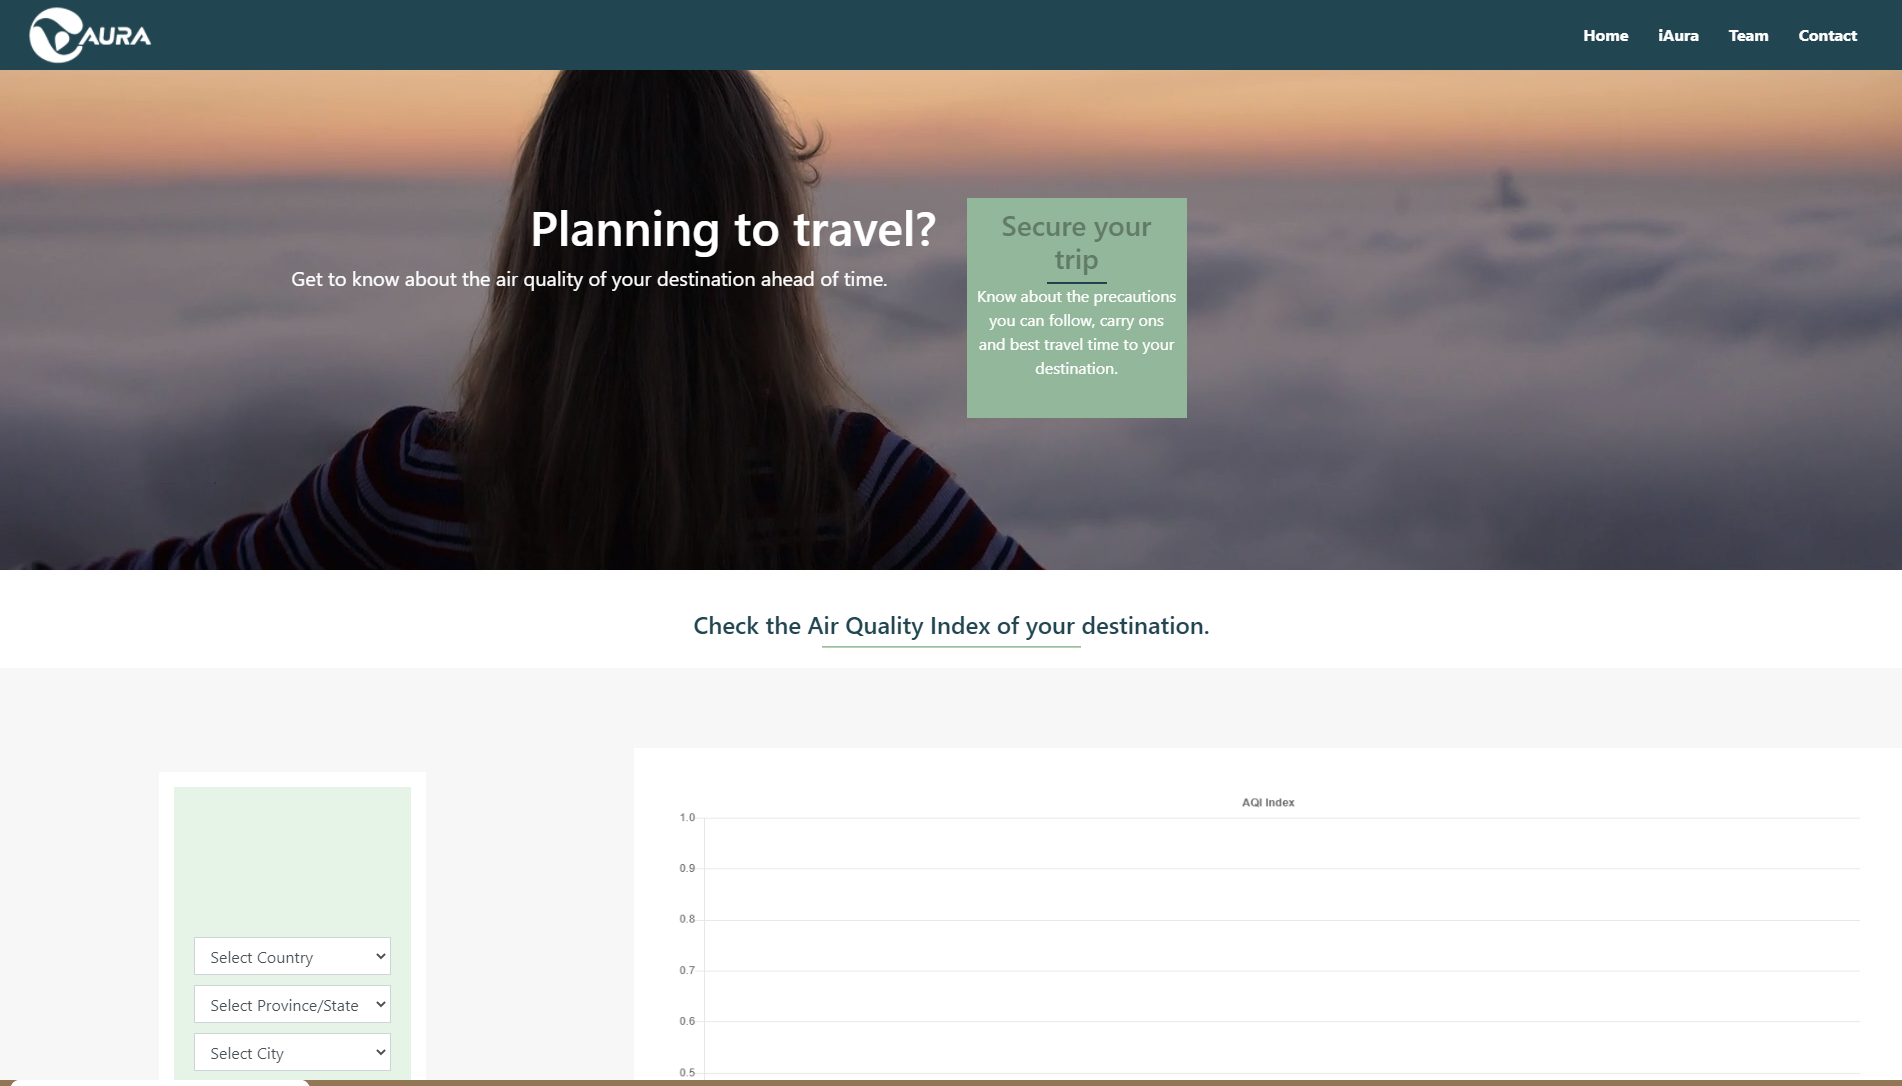 AURA
Home
iAura
Team
Contact
Planning to travel?
Get to know about the air quality of your destination ahead of time.
Secure your
trip
Know about the precautions
you can follow, carry ons
and best travel time to your
destination.
Check the Air Quality Index of your destination.
Select Country
Select Province/State
Select City
AQI Index
1.0
0.9
0.8
0.7
0.6
0.5